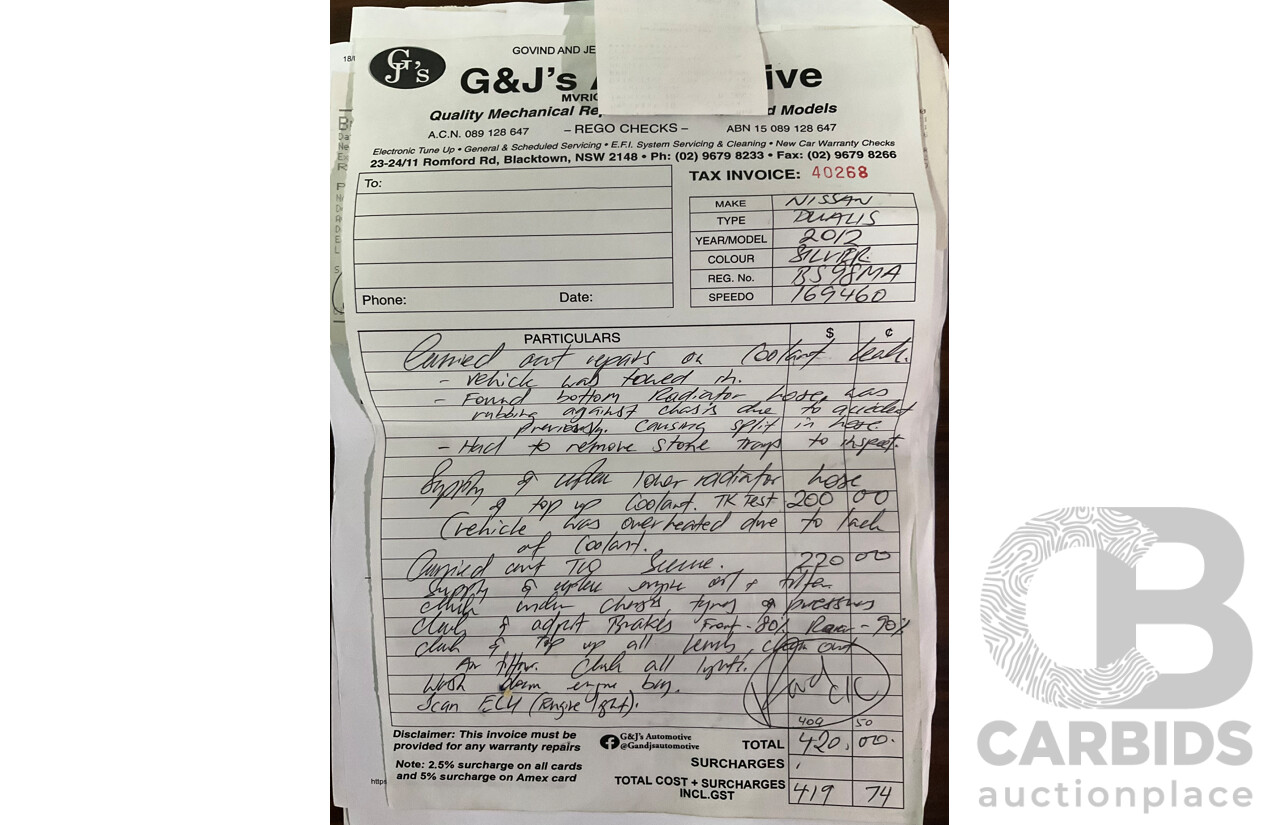 GJ's
GOVIND AND JE
G&J's A ive
MVRIC
Quality Mechanical Rep d Models
A.C.N. 089 128 647 – REGO CHECKS – ABN 15 089 128 647
Electronic Tune Up • General & Scheduled Servicing • E.F.I. System Servicing & Cleaning • New Car Warranty Checks
23-24/11 Romford Rd, Blacktown, NSW 2148 • Ph: (02) 9679 8233 • Fax: (02) 9679 8266
To:
Phone: Date:
TAX INVOICE: 40268
MAKE NISSAN
TYPE DUALIS
YEAR/MODEL 2012
COLOUR SILVER
REG. No. BS98MA
SPEEDO 169460
PARTICULARS $ ¢
Carried out repairs on Coolant leak.
- vehicle was towed in.
- Found bottom Radiator hose, was
rubbing against chasis due to accident
previously. Causing split in hose.
- Had to remove stone trays to inspect.
Supply & replace lower radiator hose
& top up Coolant. TK Test 200 00
(vehicle was overheated due to lack
of Coolant.
Carried out 220 00
Supply & replace engine oil & filter
Check under chassis, tyres & pressures
Check & adjust Brakes Front - 80% Rear - 90%
Check & top up all levels, clean out
Air filter. Check all lights.
Wash down engine bay.
Scan ECU (Engine light).
Paid C/C
409 50
Disclaimer: This invoice must be
provided for any warranty repairs
Note: 2.5% surcharge on all cards
and 5% surcharge on Amex card
G&J's Automotive
@Gandjsautomotive
TOTAL 420.00
SURCHARGES
TOTAL COST + SURCHARGES
INCL.GST 419 74
CB
CARBIDS
auctionplace